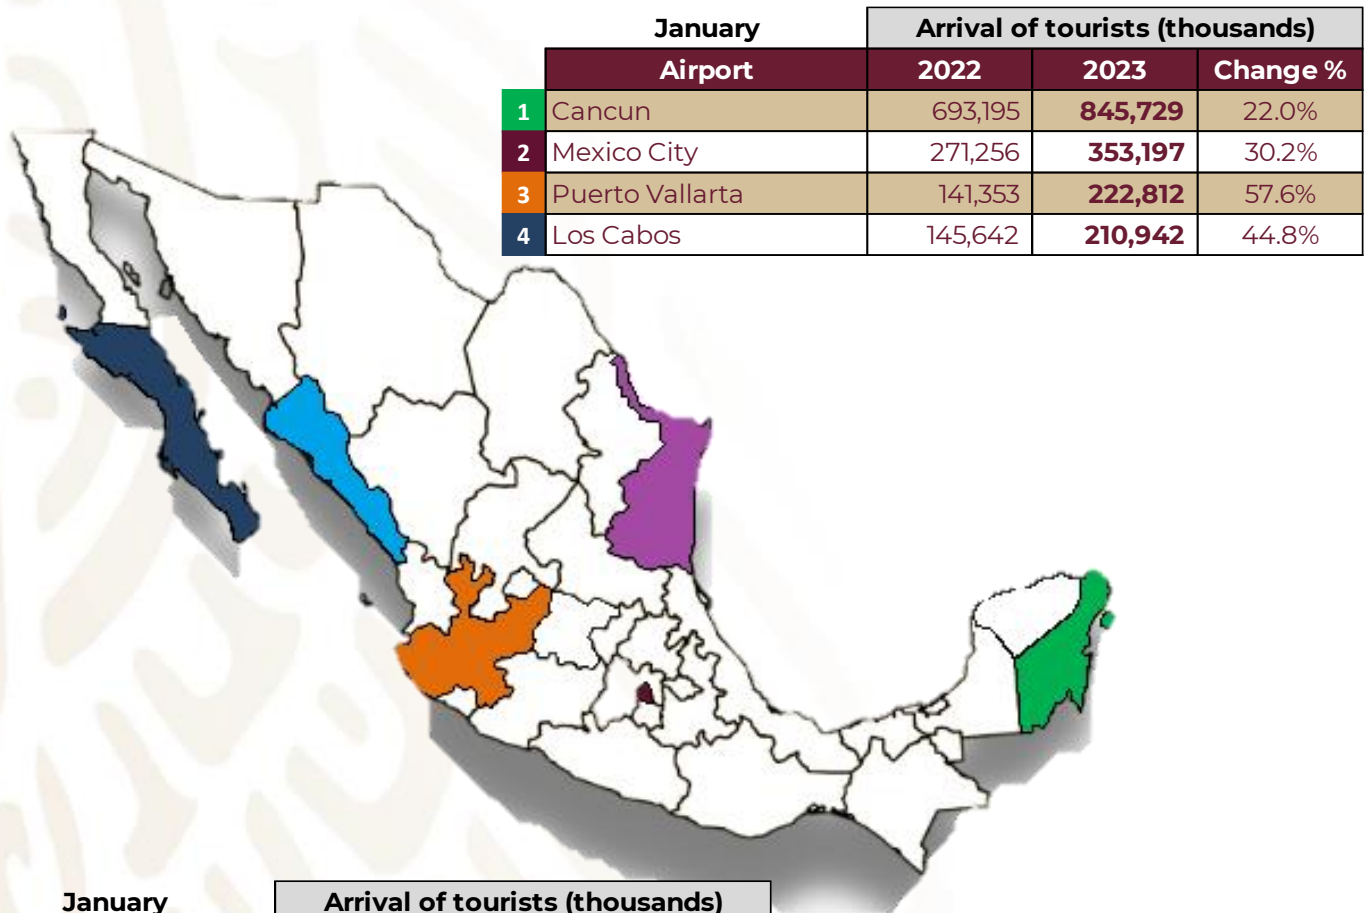 January Arrival of tourists (thousands)
Airport 2022 2023 Change %
1 Cancun 693,195 845,729 22.0%
2 Mexico City 271,256 353,197 30.2%
3 Puerto Vallarta 141,353 222,812 57.6%
4 Los Cabos 145,642 210,942 44.8%
January Arrival of tourists (thousands)